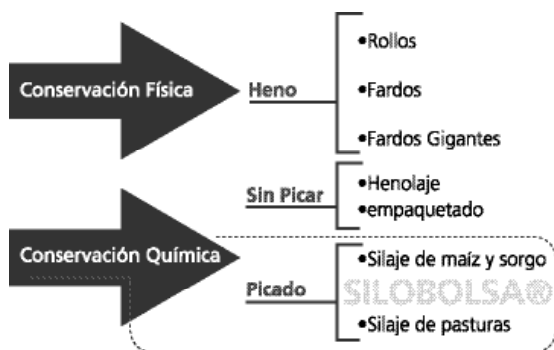 Conservación Física
Heno
•Rollos
•Fardos
•Fardos Gigantes
Sin Picar
•Henolaje
•empaquetado
Conservación Química
Picado
•Silaje de maíz y sorgo
SILOBOLSA®
•Silaje de pasturas